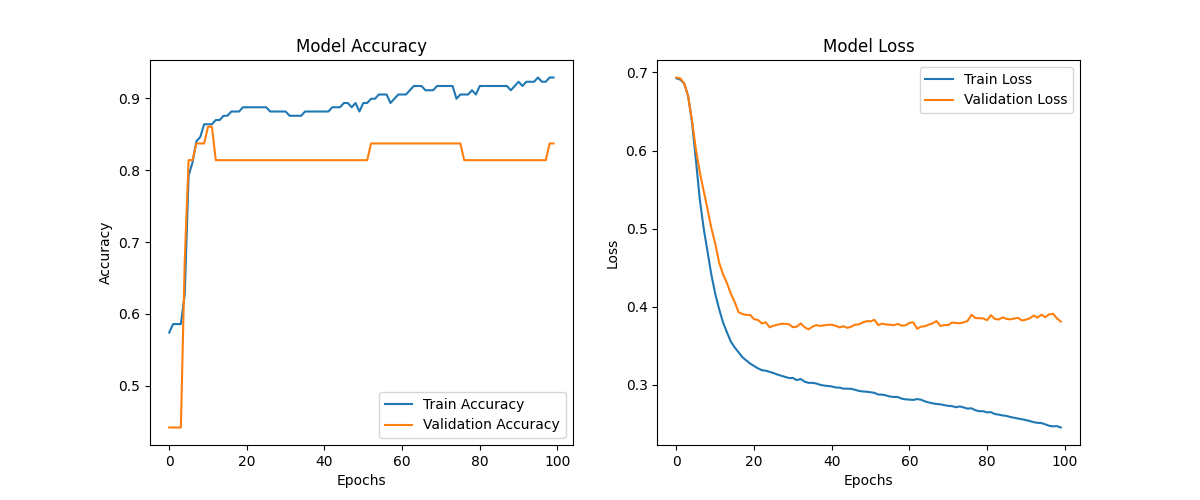 Model Accuracy
Accuracy
0.9
0.8
0.7
0.6
0.5
0 20 40 60 80 100
Epochs
Train Accuracy
Validation Accuracy
Model Loss
Loss
0.7
0.6
0.5
0.4
0.3
0 20 40 60 80 100
Epochs
Train Loss
Validation Loss